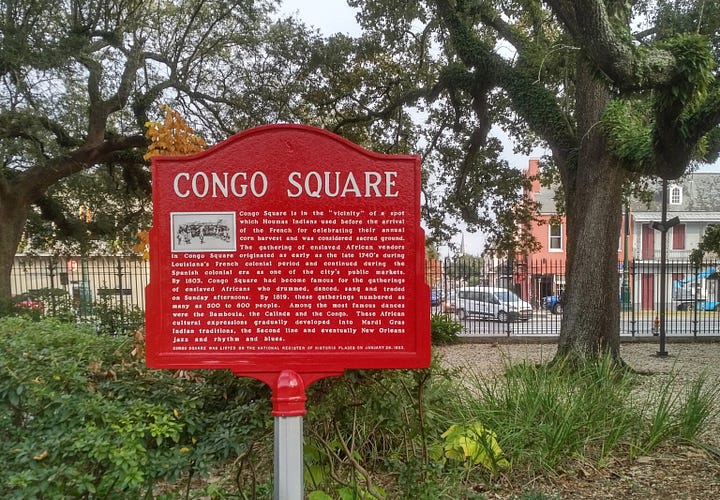 CONGO SQUARE
Congo Square is in the "vicinity" of a spot
which Houmas Indians used before the arrival
of the French for celebrating their annual
corn harvest and was considered sacred ground.
The gathering of enslaved African vendors
in Congo Square originated as early as the late 1740's during
Louisiana's French colonial period and continued during the
Spanish colonial era as one of the city's public markets.
By 1803, Congo Square had become famous for the gatherings
of enslaved Africans who drummed, danced, sang and traded
on Sunday afternoons. By 1819, these gatherings numbered as
many as 500 to 600 people. Among the most famous dances
were the Bamboula, the Calinda and the Congo. These African
cultural expressions gradually developed into Mardi Gras
Indian traditions, the Second line and eventually New Orleans
jazz and rhythm and blues.
CONGO SQUARE WAS LISTED ON THE NATIONAL REGISTER OF HISTORIC PLACES ON JANUARY 28, 1993.